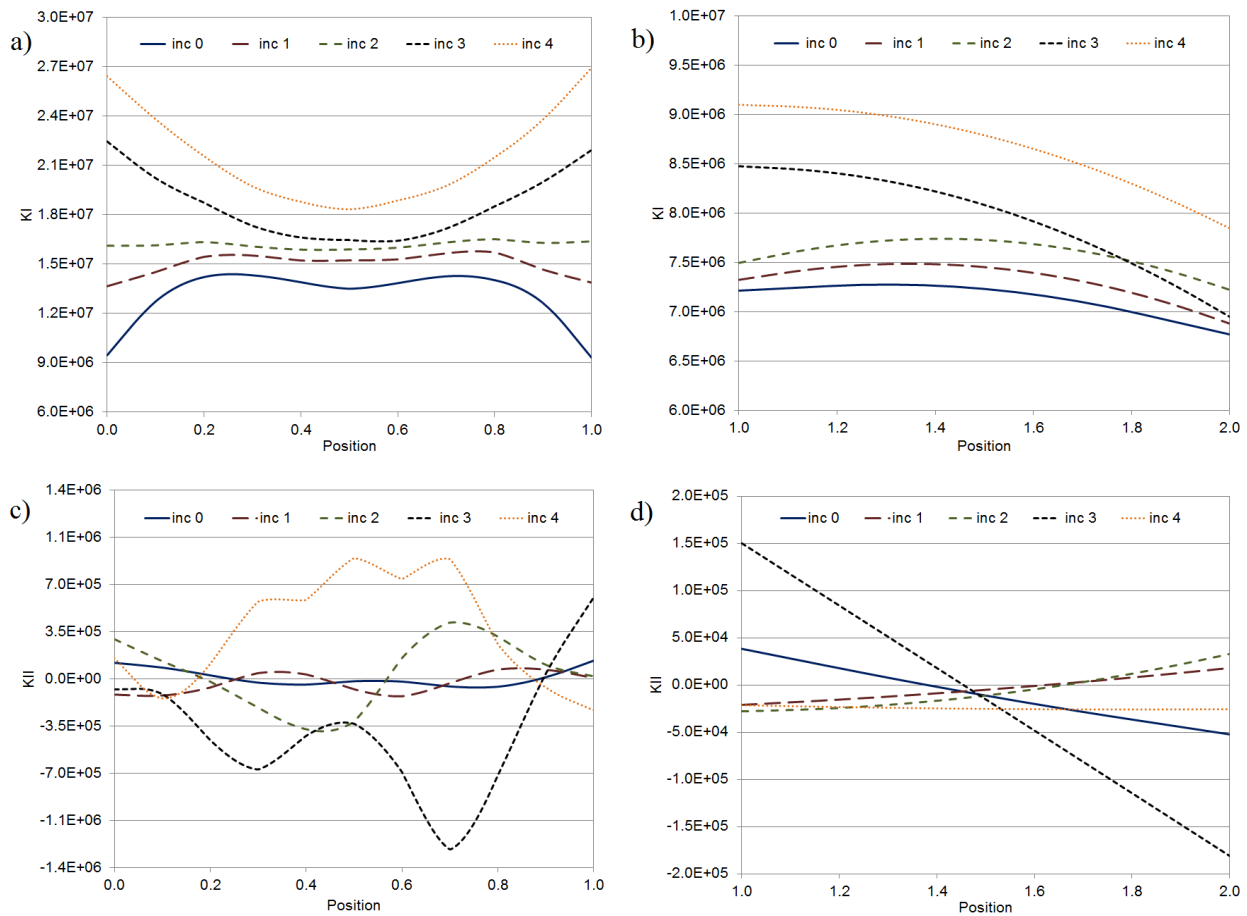 a)
3.0E+07
2.7E+07
2.4E+07
2.1E+07
1.8E+07
1.5E+07
1.2E+07
9.0E+06
6.0E+06
KI
inc 0 inc 1 inc 2 inc 3 inc 4
0.0 0.2 0.4 0.6 0.8 1.0
Position
b)
1.0E+07
9.5E+06
9.0E+06
8.5E+06
8.0E+06
7.5E+06
7.0E+06
6.5E+06
6.0E+06
KI
inc 0 inc 1 inc 2 inc 3 inc 4
1.0 1.2 1.4 1.6 1.8 2.0
Position
c)
1.4E+06
1.1E+06
7.0E+05
3.5E+05
0.0E+00
-3.5E+05
-7.0E+05
-1.1E+06
-1.4E+06
KII
inc 0 inc 1 inc 2 inc 3 inc 4
0.0 0.2 0.4 0.6 0.8 1.0
Position
d)
2.0E+05
1.5E+05
1.0E+05
5.0E+04
0.0E+00
-5.0E+04
-1.0E+05
-1.5E+05
-2.0E+05
KII
inc 0 inc 1 inc 2 inc 3 inc 4
1.0 1.2 1.4 1.6 1.8 2.0
Position